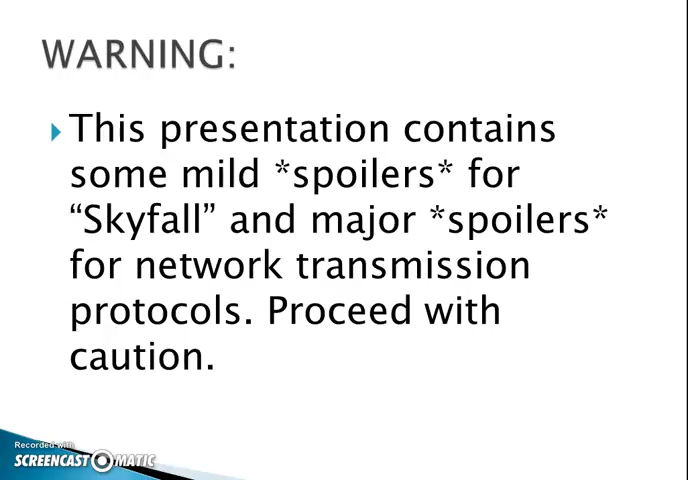 WARNING:
This presentation contains
some mild *spoilers* for
“Skyfall” and major *spoilers*
for network transmission
protocols. Proceed with
caution.
Recorded with
SCREENCAST MATIC